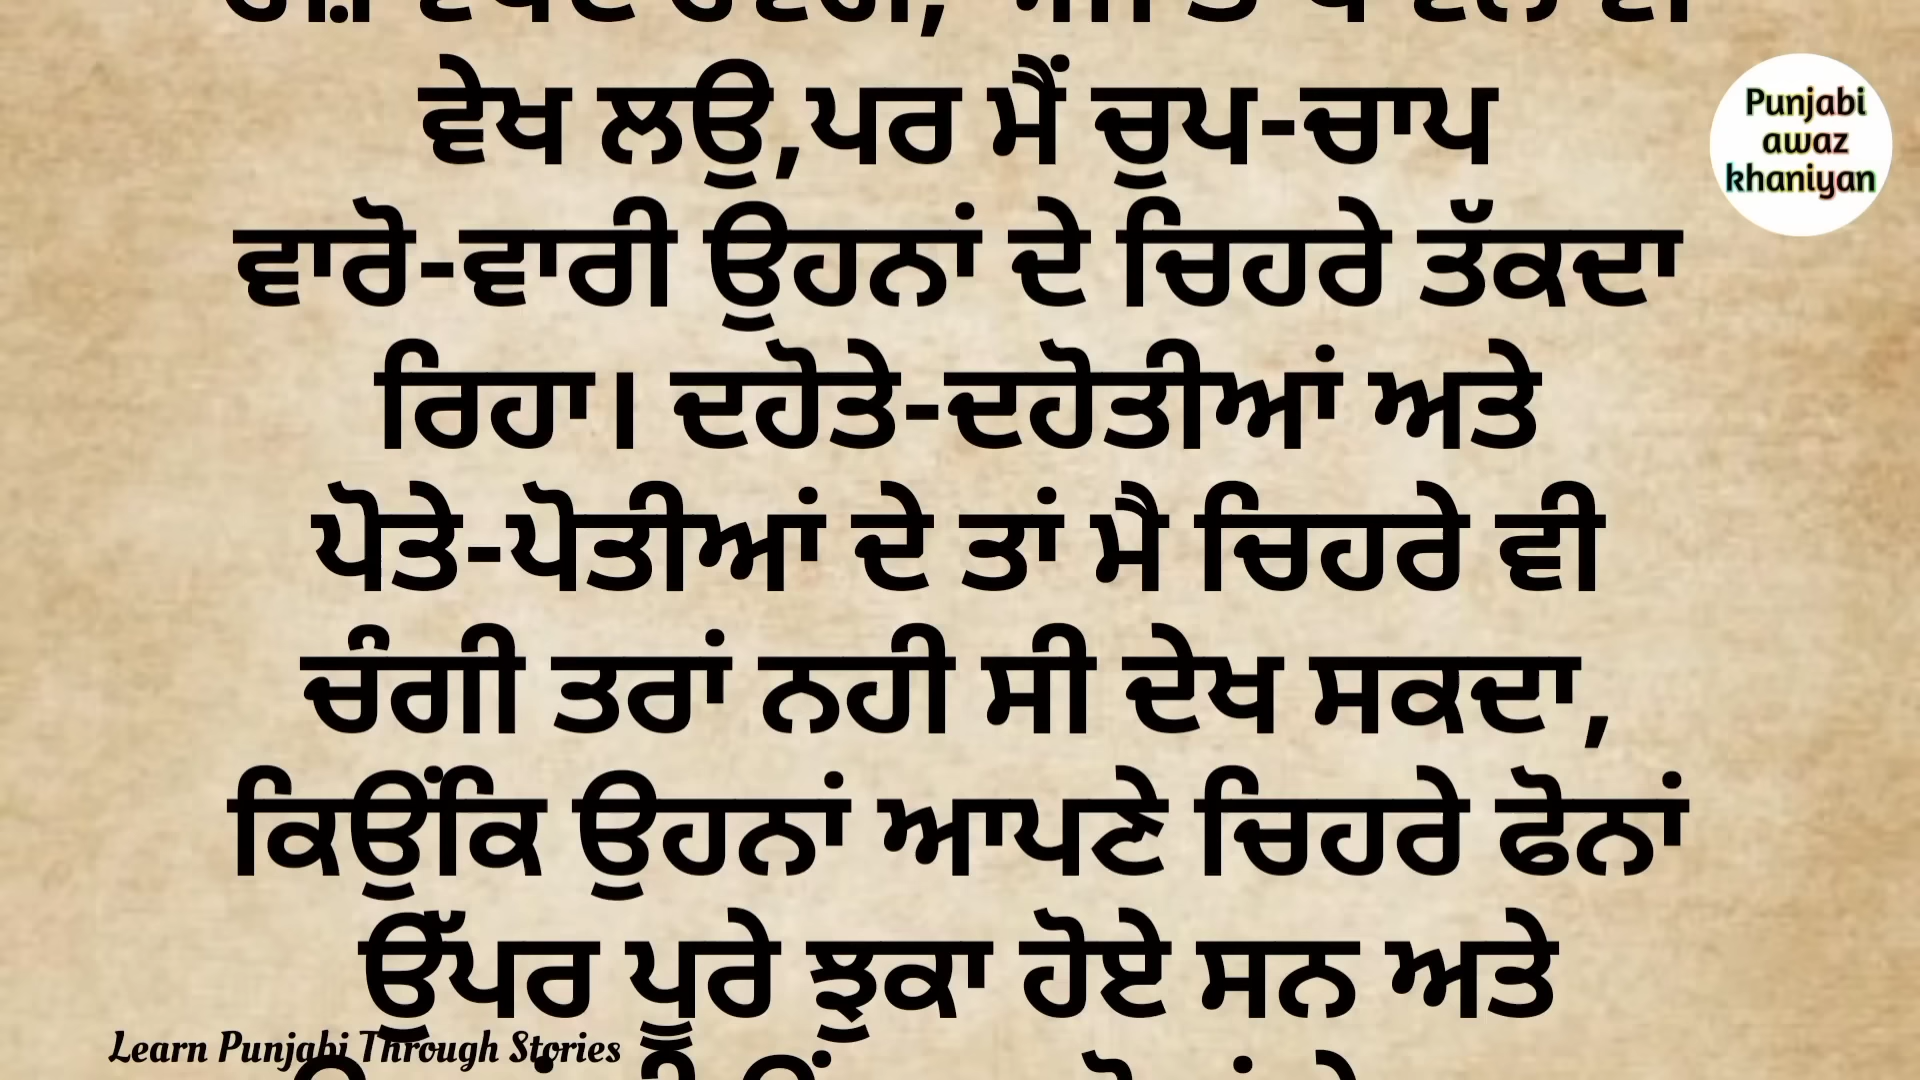 ਵੇਖ ਲਉ,ਪਰ ਮੈਂ ਚੁਪ-ਚਾਪ
ਵਾਰੋ-ਵਾਰੀ ਉਹਨਾਂ ਦੇ ਚਿਹਰੇ ਤੱਕਦਾ
ਰਿਹਾ। ਦਹੋਤੇ-ਦਹੋਤੀਆਂ ਅਤੇ
ਪੋਤੇ-ਪੋਤੀਆਂ ਦੇ ਤਾਂ ਮੈ ਚਿਹਰੇ ਵੀ
ਚੰਗੀ ਤਰਾਂ ਨਹੀ ਸੀ ਦੇਖ ਸਕਦਾ,
ਕਿਉਂਕਿ ਉਹਨਾਂ ਆਪਣੇ ਚਿਹਰੇ ਫੋਨਾਂ
ਉੱਪਰ ਪੂਰੇ ਝੁਕਾ ਹੋਏ ਸਨ ਅਤੇ
Punjabi
awaz
khaniyan
Learn Punjabi Through Stories